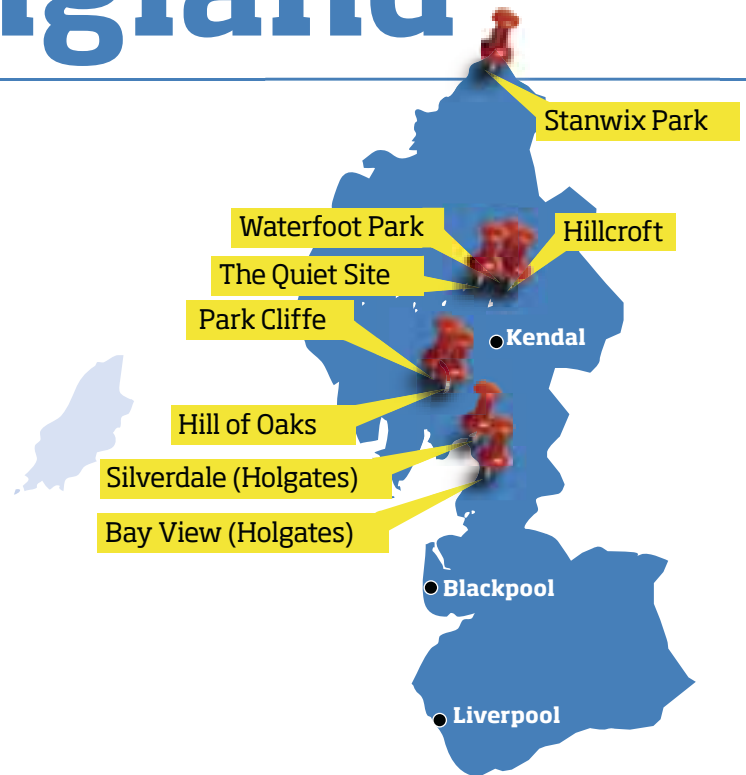 Stanwix Park
Waterfoot Park
Hillcroft
The Quiet Site
Park Cliffe
Kendal
Hill of Oaks
Silverdale (Holgates)
Bay View (Holgates)
Blackpool
Liverpool